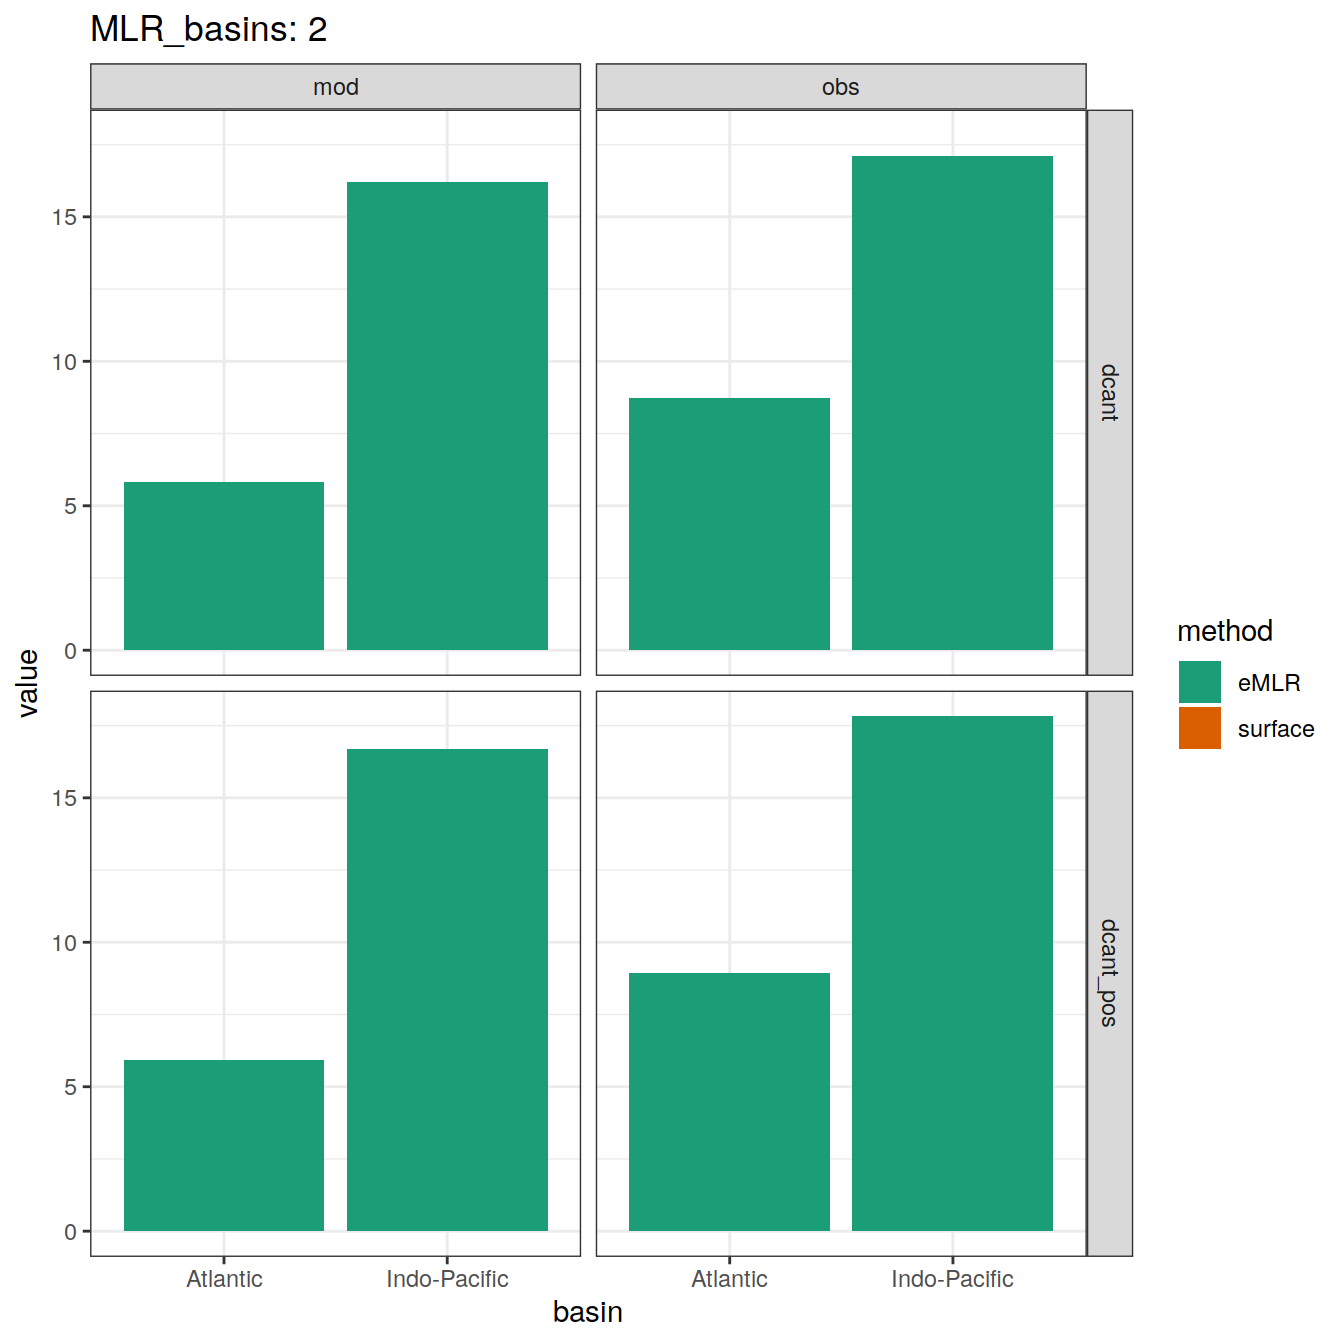 MLR_basins: 2
mod
obs
15
10
5
0
dcant
15
10
5
0
dcant_pos
value
Atlantic
Indo-Pacific
Atlantic
Indo-Pacific
basin
method
eMLR
surface